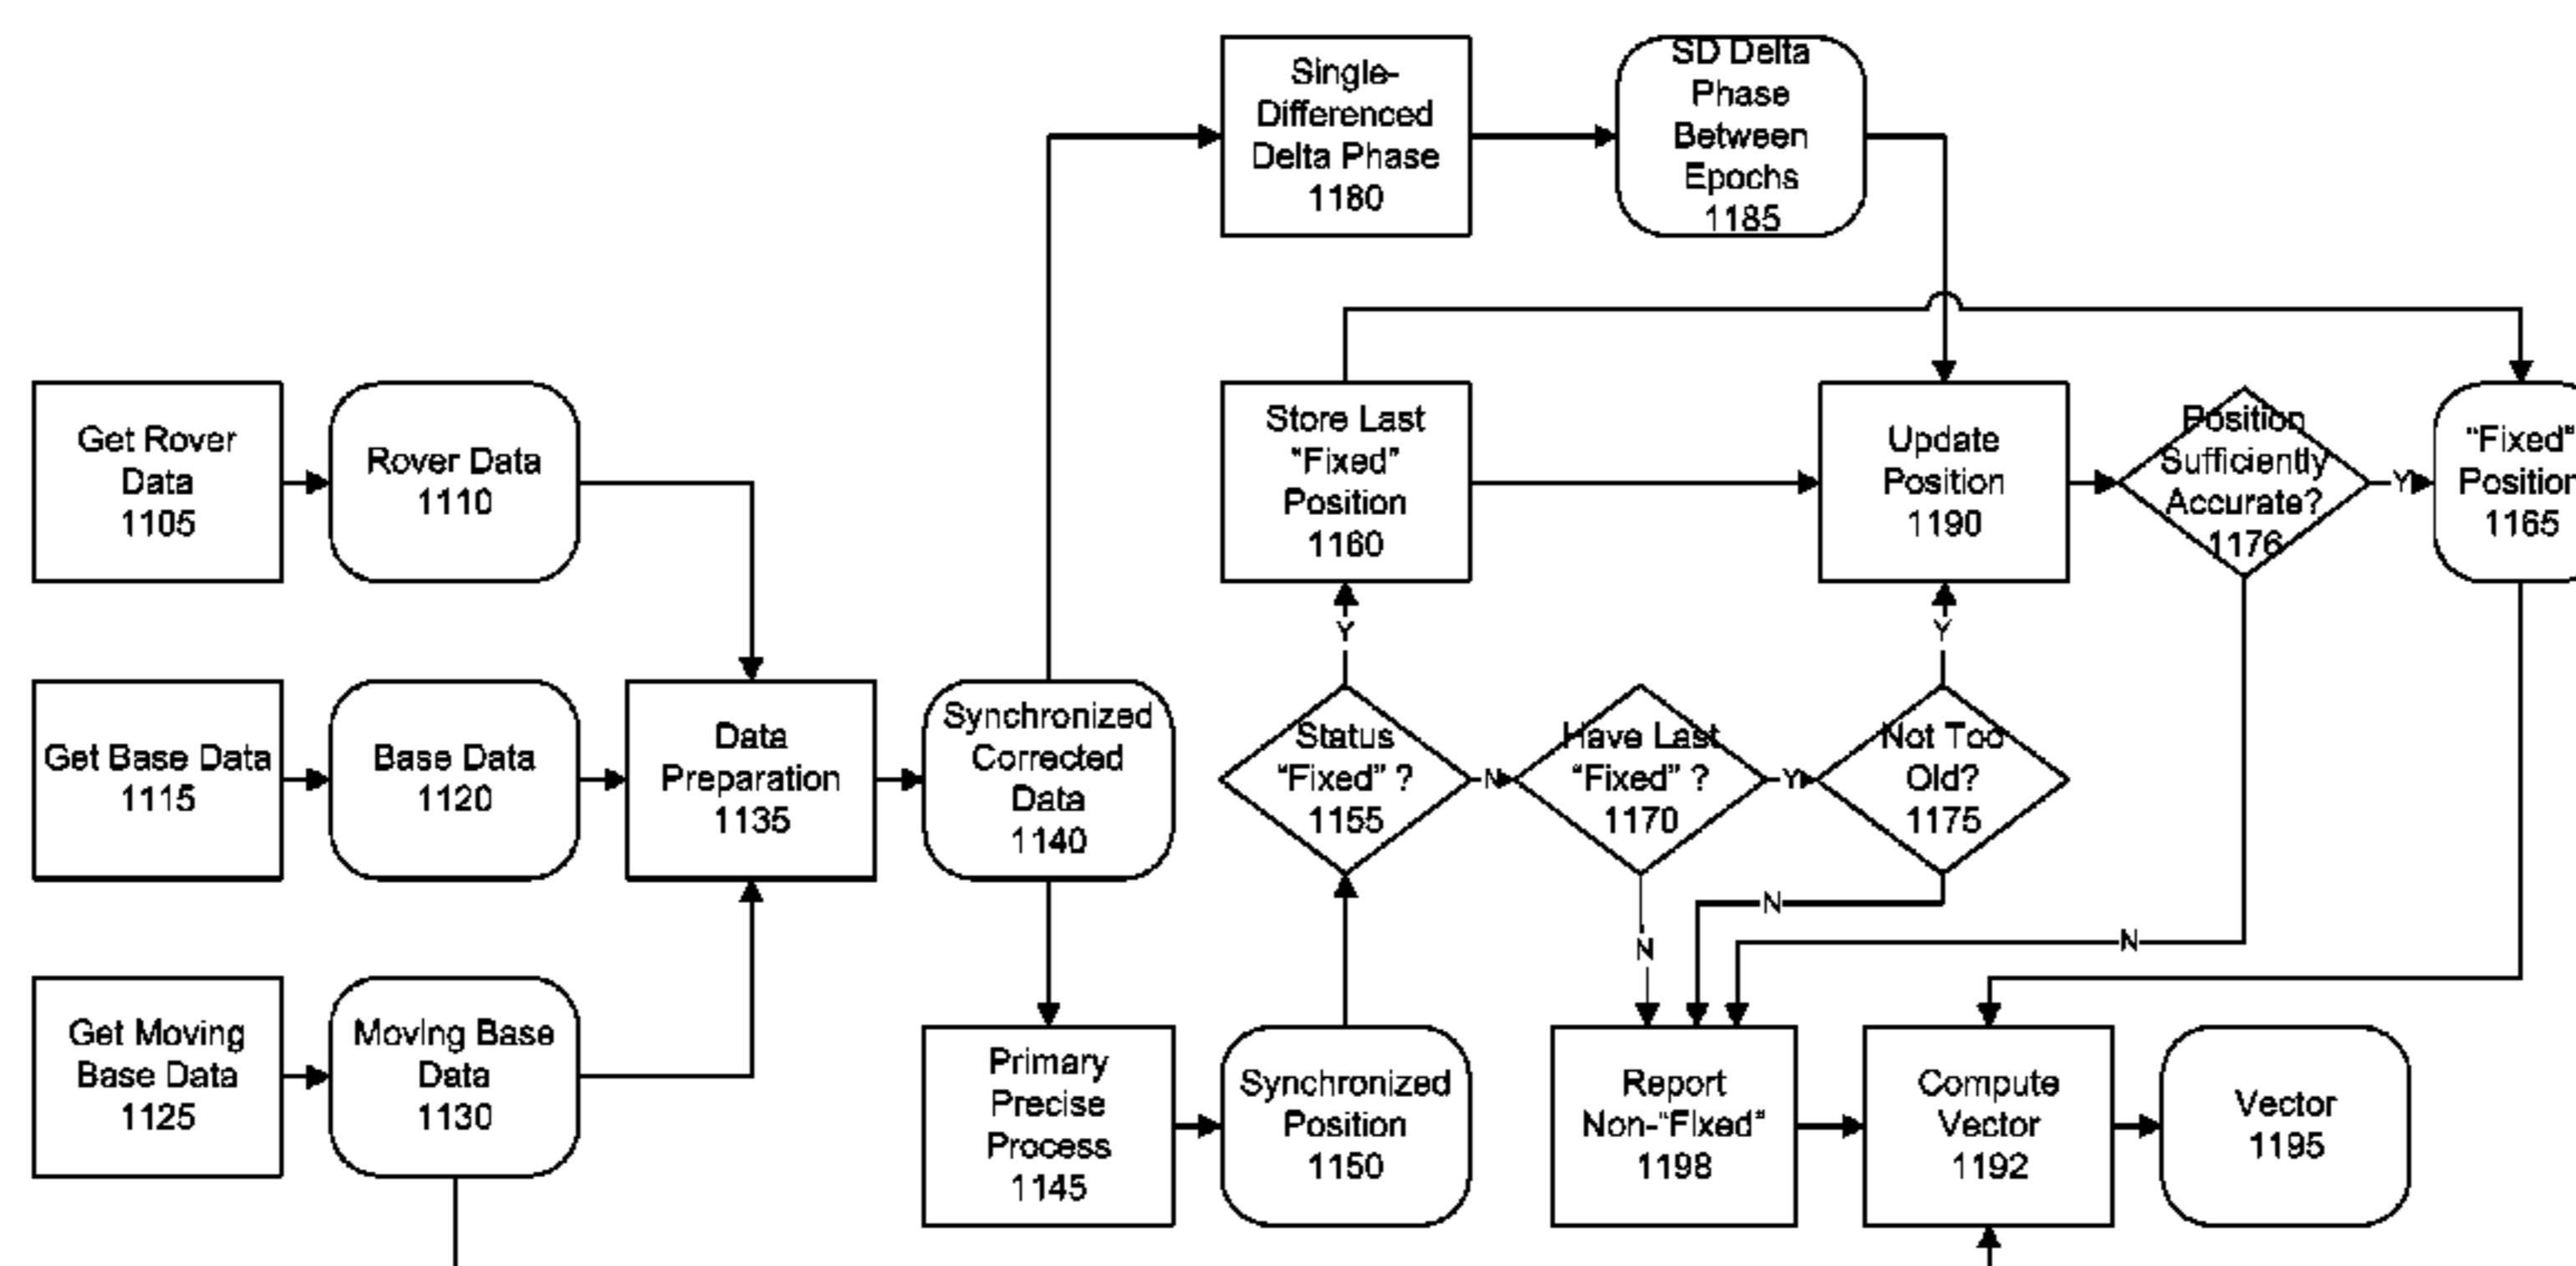 Single-
Differenced
Delta Phase
1180
SD Delta
Phase
Between
Epochs
1185
Get Rover
Data
1105
Rover Data
1110
Store Last
“Fixed”
Position
1160
Update
Position
1190
Position
Sufficiently
Accurate?
1176
Y
“Fixed”
Position
1165
Y
Y
Get Base Data
1115
Base Data
1120
Data
Preparation
1135
Synchronized
Corrected
Data
1140
Status
“Fixed” ?
1155
N
Have Last
“Fixed” ?
1170
Y
Not Too
Old?
1175
N
N
N
Get Moving
Base Data
1125
Moving Base
Data
1130
Primary
Precise
Process
1145
Synchronized
Position
1150
Report
Non-“Fixed”
1198
Compute
Vector
1192
Vector
1195